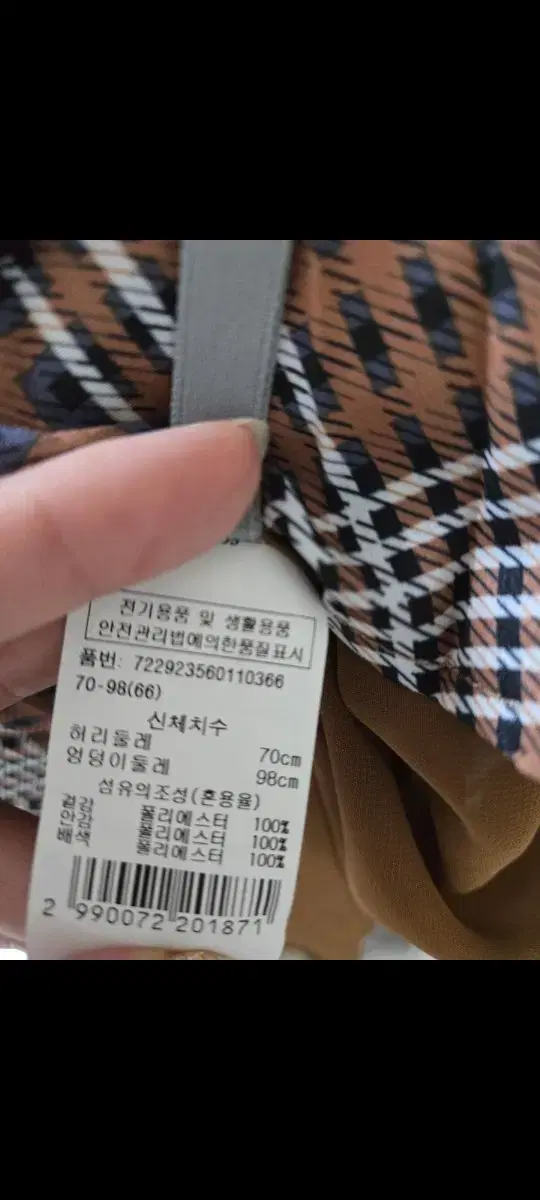 전기용품 및 생활용품
안전관리법에의한품질표시
품번: 722923560110366
70-98(66)
신체치수
허리둘레 70cm
엉덩이둘레 98cm
섬유의조성(혼용율)
겉감 폴리에스터 100%
안감 폴리에스터 100%
배색 폴리에스터 100%
2 990072 201871